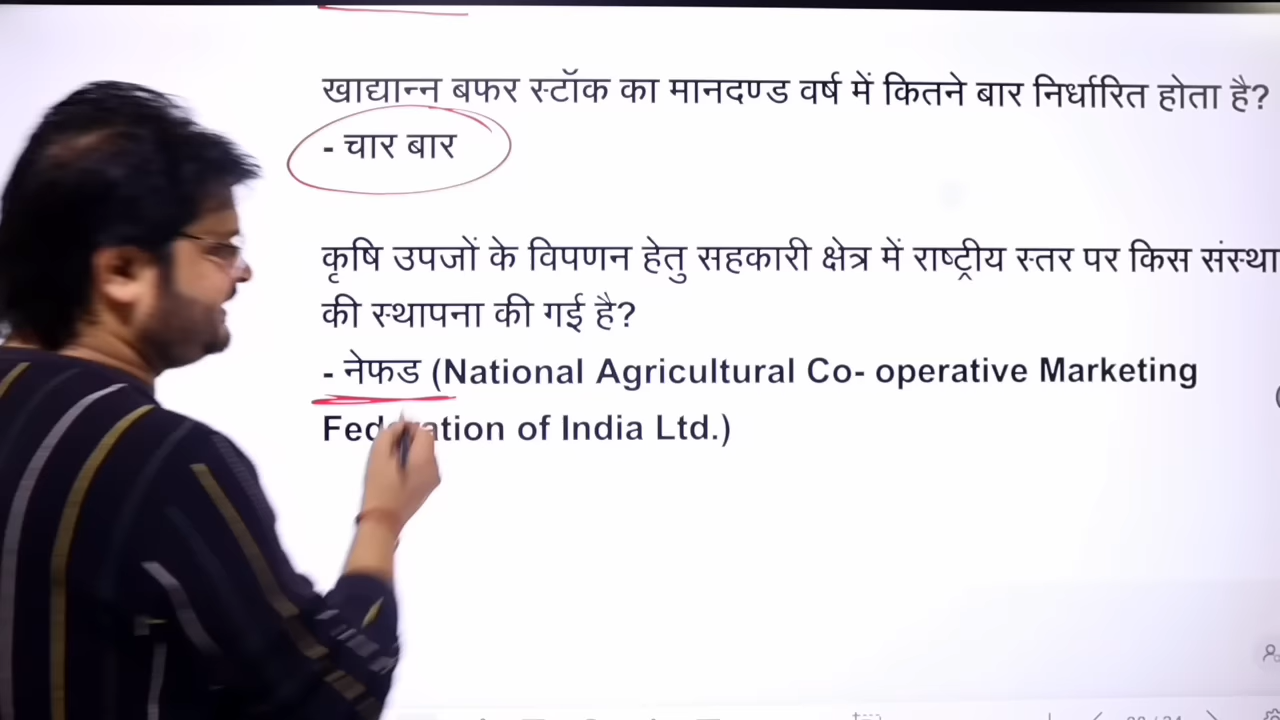 खाद्यान्न बफर स्टॉक का मानदण्ड वर्ष में कितने बार निर्धारित होता है?
- चार बार
कृषि उपजों के विपणन हेतु सहकारी क्षेत्र में राष्ट्रीय स्तर पर किस संस्था
की स्थापना की गई है?
- नेफड (National Agricultural Co- operative Marketing
Federation of India Ltd.)